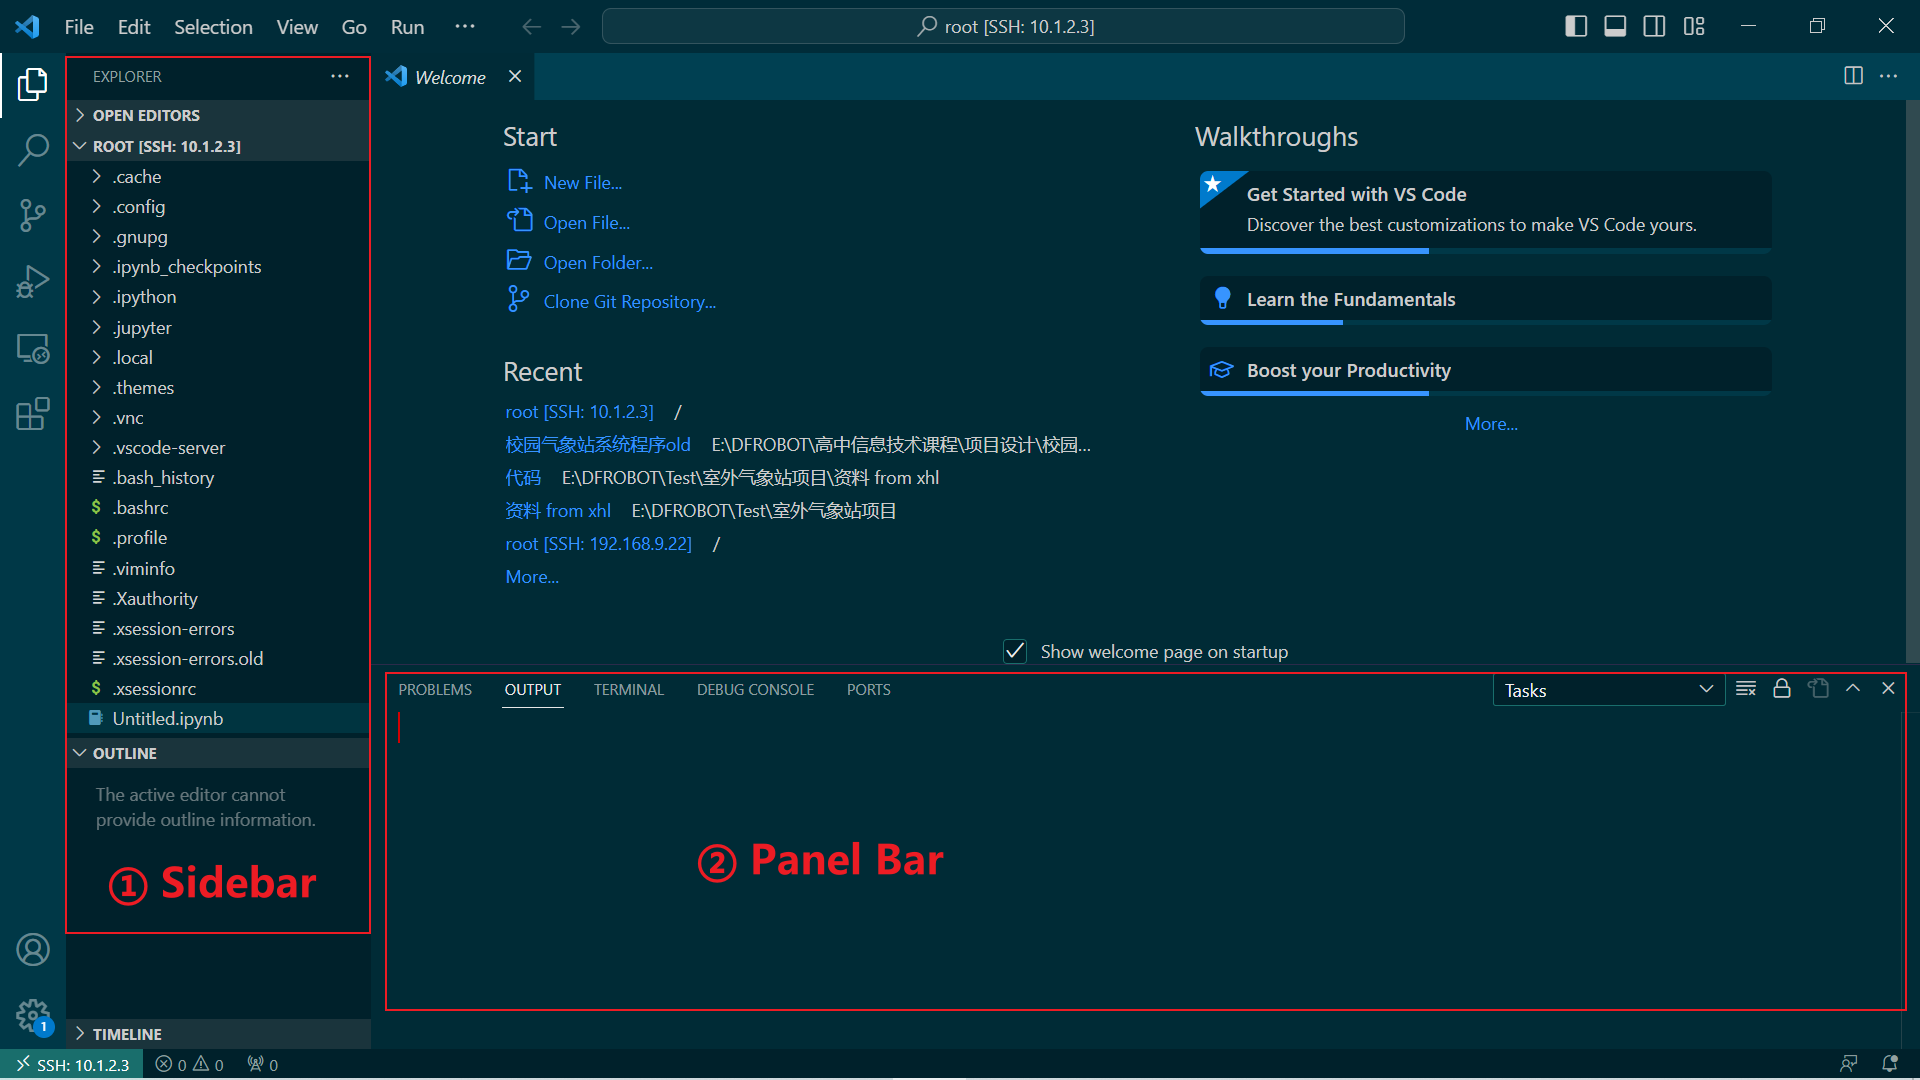 File Edit Selection View Go Run ···
root [SSH: 10.1.2.3]
EXPLORER ···
Welcome
OPEN EDITORS
ROOT [SSH: 10.1.2.3]
.cache
.config
.gnupg
.ipynb_checkpoints
.ipython
.jupyter
.local
.themes
.vnc
.vscode-server
.bash_history
$ .bashrc
$ .profile
.viminfo
.Xauthority
.xsession-errors
.xsession-errors.old
$ .xsessionrc
Untitled.ipynb
OUTLINE
The active editor cannot
provide outline information.
① Sidebar
TIMELINE
Start
New File...
Open File...
Open Folder...
Clone Git Repository...
Recent
root [SSH: 10.1.2.3] /
校园气象站系统程序old E:\DFROBOT\高中信息技术课程\项目设计\校园...
代码 E:\DFROBOT\Test\室外气象站项目\资料 from xhl
资料 from xhl E:\DFROBOT\Test\室外气象站项目
root [SSH: 192.168.9.22] /
More...
Walkthroughs
Get Started with VS Code
Discover the best customizations to make VS Code yours.
Learn the Fundamentals
Boost your Productivity
More...
Show welcome page on startup
PROBLEMS OUTPUT TERMINAL DEBUG CONSOLE PORTS Tasks
② Panel Bar
1
SSH: 10.1.2.3 0 0 0